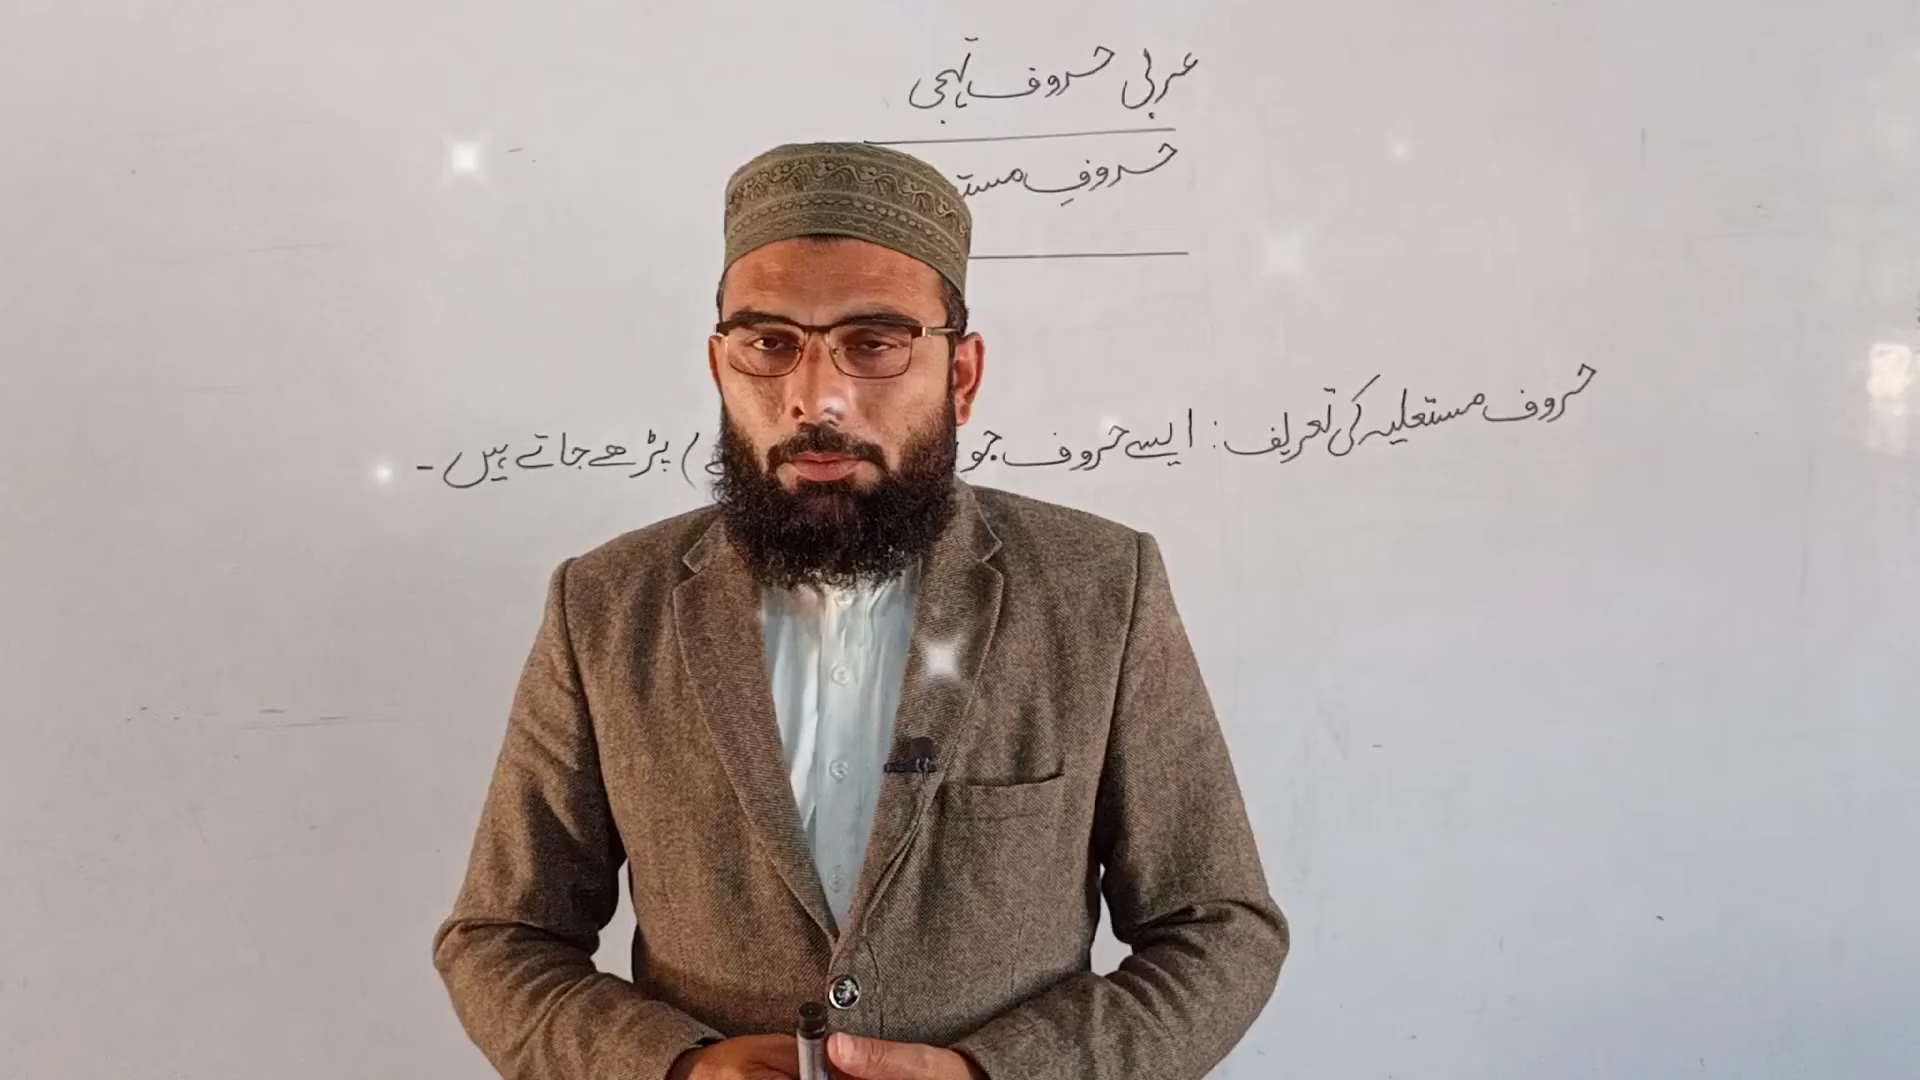 عربی حروف تہجی
حروفِ مست
حروف مستعلیہ کی تعریف: ایسے حروف جو ) پڑھے جاتے ہیں -